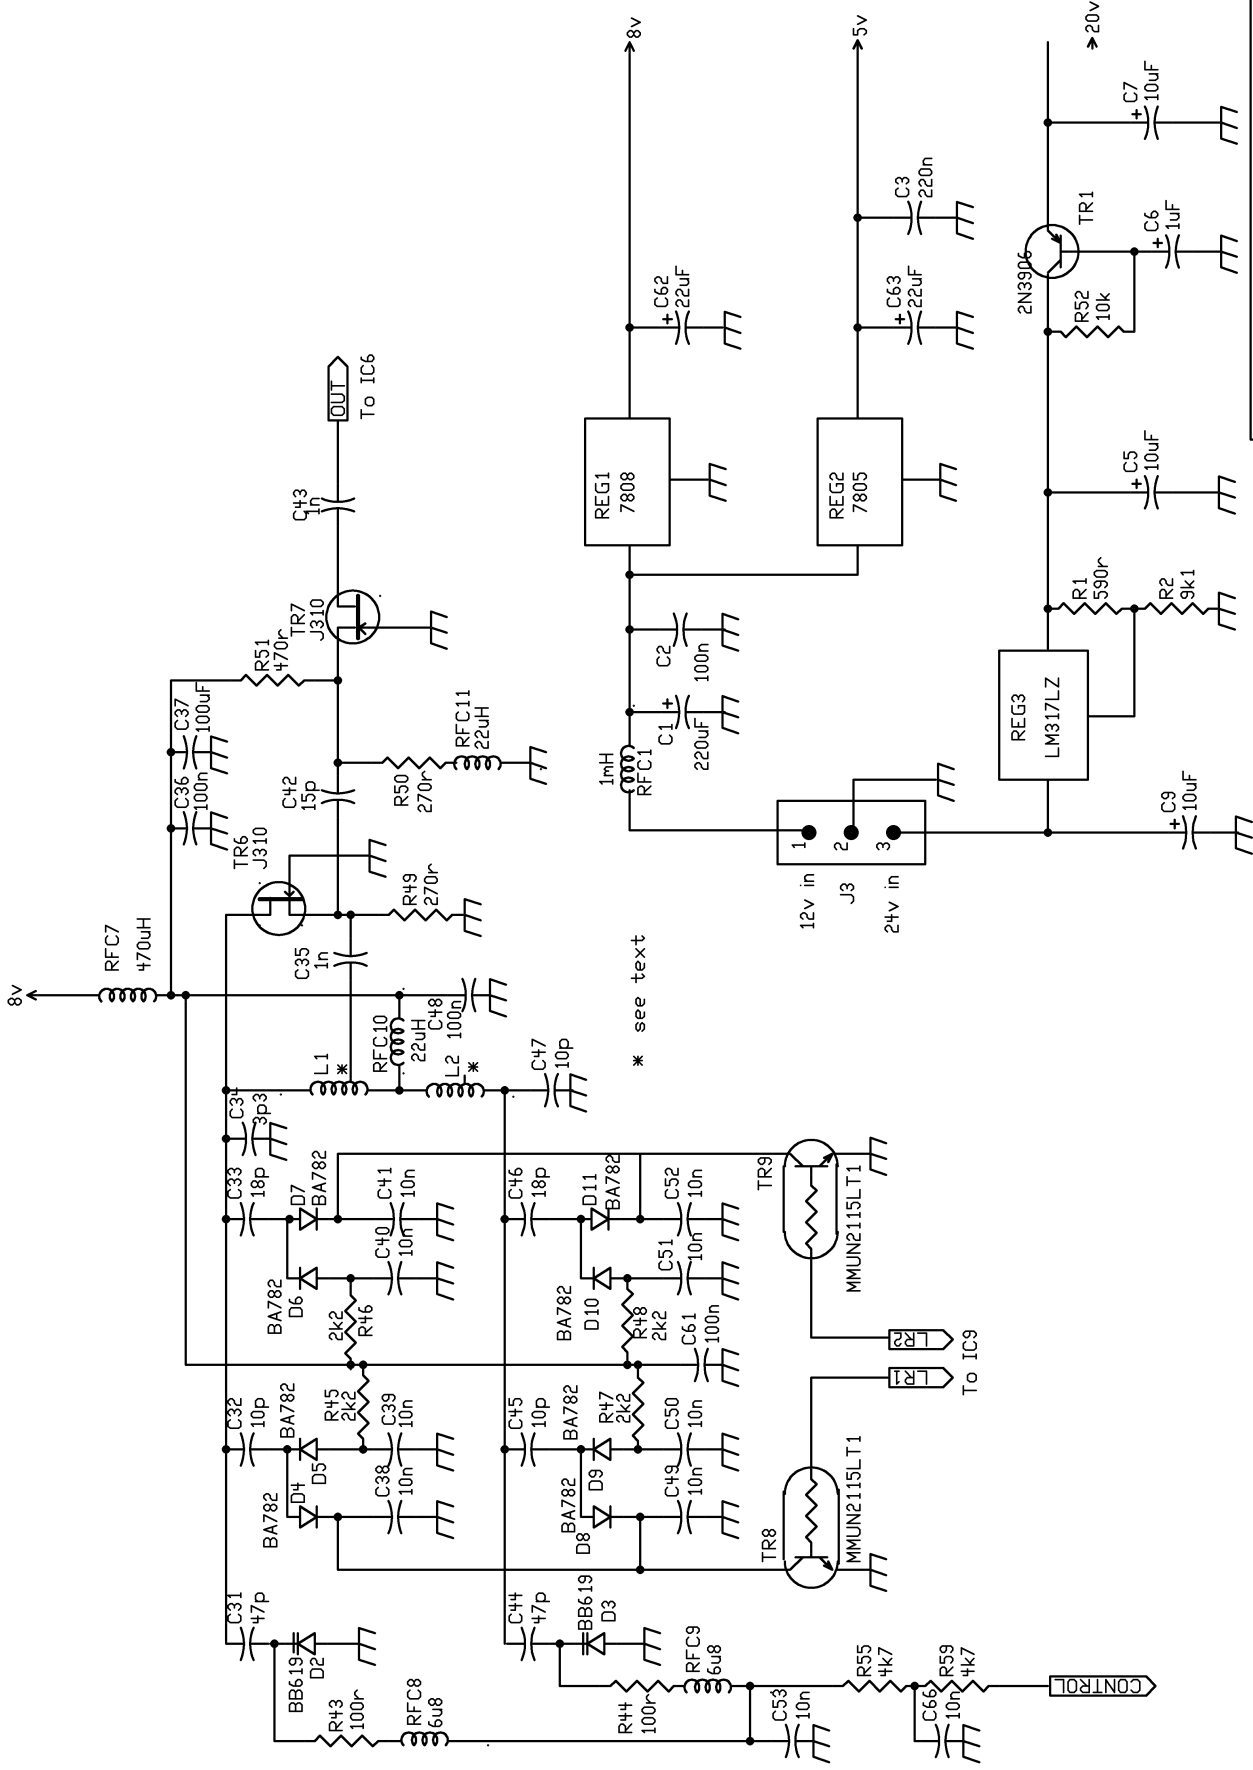 8v
RFC7
470uH
C36
100n
C37
100uF
R51
470r
TR6
J310
TR7
J310
C43
1n
OUT
To IC6
C42
15p
R50
270r
RFC11
22uH
R49
270r
C35
1n
C31
47p
C32
10p
C33
18p
C34
3p3
L1
*
RFC10
22uH
C48
100n
L2
*
C47
10p
* see text
BB619
D2
R43
100r
RFC8
6u8
BA782
D4
BA782
D5
R45
2k2
C38
10n
C39
10n
BA782
D6
D7
BA782
2k2
R46
C40
10n
C41
10n
C44
47p
BB619
D3
R44
100r
RFC9
6u8
C45
10p
BA782
D8
BA782
D9
R47
2k2
C49
10n
C50
10n
C46
18p
BA782
D10
D11
BA782
R48
2k2
C61
100n
C51
10n
C52
10n
TR8
MMUN2115LT1
TR9
MMUN2115LT1
LR1
LR2
To IC9
C53
10n
R55
4k7
C66
10n
R59
4k7
CONTROL
12v in
J3
24v in
1
2
3
1mH
RFC1
C1
+
220uF
C2
100n
REG1
7808
C62
+
22uF
8v
REG2
7805
C63
+
22uF
C3
220n
5v
C9
+
10uF
REG3
LM317LZ
R1
590r
R2
9k1
C5
+
10uF
2N3906
TR1
R52
10k
C6
+
1uF
C7
+
10uF
20v